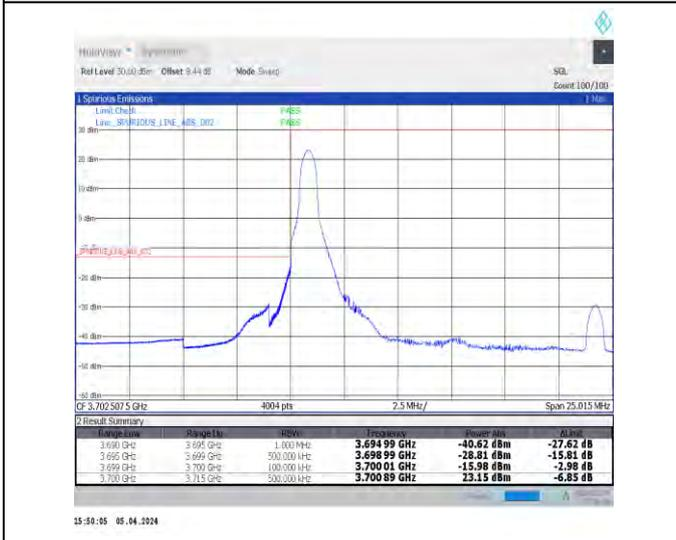 MultiView Spectrum
Ref Level 30.00 dBm Offset 9.44 dB Mode Sweep SGL
Count 100/100
1 Spurious Emissions 1 Max
Limit Check PASS
Line _SPURIOUS_LINE_ABS_002 PASS
30 dBm
20 dBm
10 dBm
0 dBm
_SPURIOUS_LINE_ABS_002
-20 dBm
-30 dBm
-40 dBm
-50 dBm
-60 dBm
CF 3.7025075 GHz 4004 pts 2.5 MHz/ Span 25.015 MHz
2 Result Summary
Range Low Range Up RBW Frequency Power Abs ΔLimit
3.690 GHz 3.695 GHz 1.000 MHz 3.694 99 GHz -40.62 dBm -27.62 dB
3.695 GHz 3.699 GHz 500.000 kHz 3.698 99 GHz -28.81 dBm -15.81 dB
3.699 GHz 3.700 GHz 100.000 kHz 3.700 01 GHz -15.98 dBm -2.98 dB
3.700 GHz 3.715 GHz 500.000 kHz 3.700 89 GHz 23.15 dBm -6.85 dB
15:50:05 05.04.2024